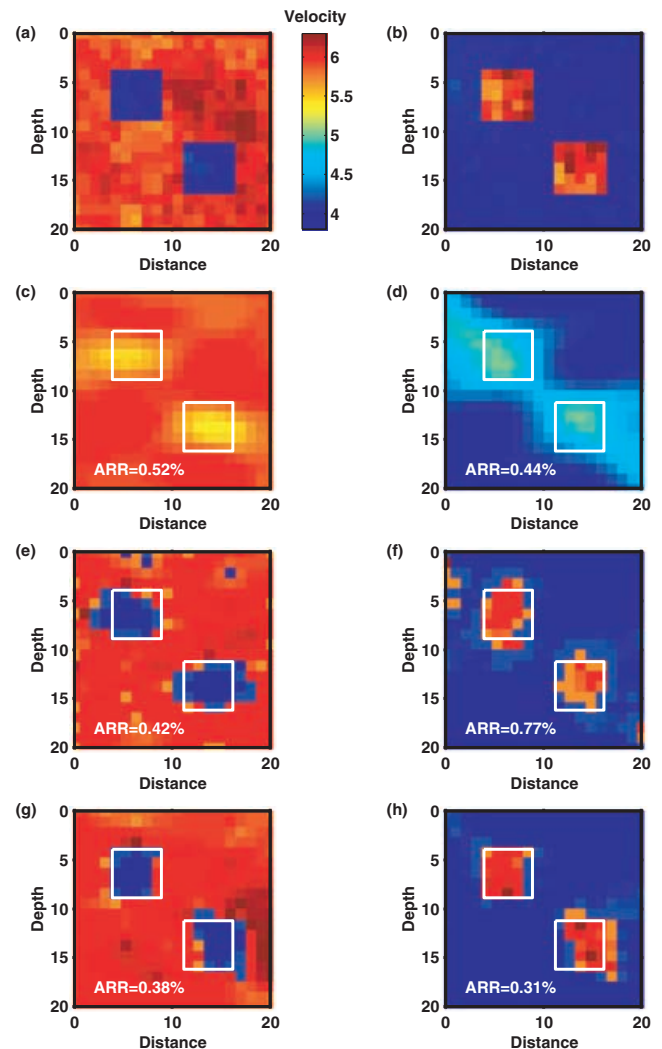 Velocity
(a)
0
5
10
15
20
Depth
0
10
20
Distance
6
5.5
5
4.5
4
(b)
0
5
10
15
20
Depth
0
10
20
Distance
(c)
0
5
10
15
20
Depth
ARR=0.52%
0
10
20
Distance
(d)
0
5
10
15
20
Depth
ARR=0.44%
0
10
20
Distance
(e)
0
5
10
15
20
Depth
ARR=0.42%
0
10
20
Distance
(f)
0
5
10
15
20
Depth
ARR=0.77%
0
10
20
Distance
(g)
0
5
10
15
20
Depth
ARR=0.38%
0
10
20
Distance
(h)
0
5
10
15
20
Depth
ARR=0.31%
0
10
20
Distance